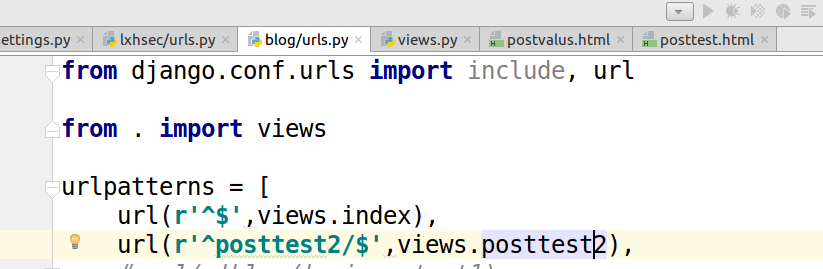 ettings.py lxhsec/urls.py blog/urls.py views.py postvalus.html posttest.html
from django.conf.urls import include, url
from . import views
urlpatterns = [
url(r'^$',views.index),
url(r'^posttest2/$',views.posttest2),